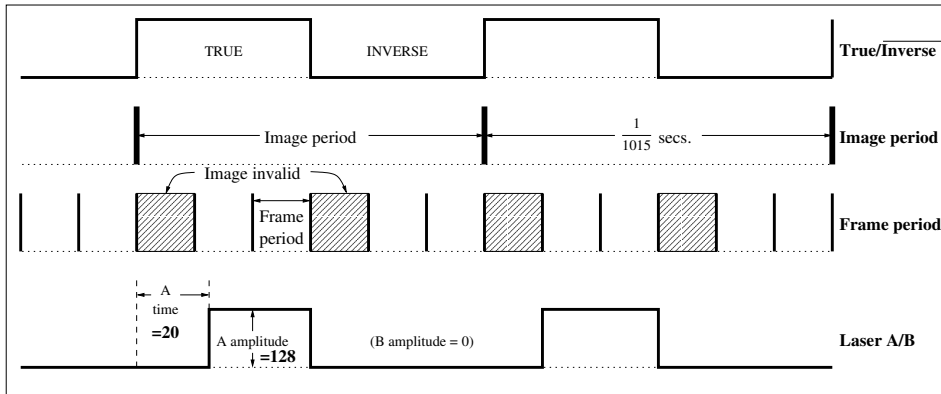 TRUE
INVERSE
True/Inverse
Image period
1/1015 secs.
Image period
Image invalid
Frame
period
Frame period
A
time
=20
A amplitude
=128
(B amplitude = 0)
Laser A/B